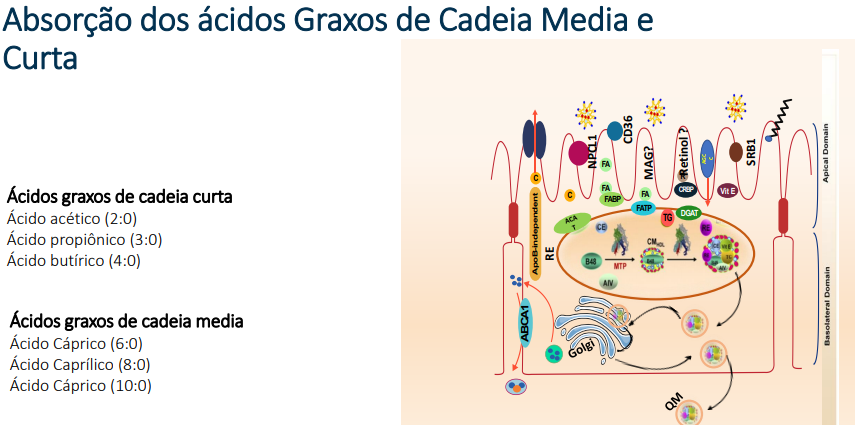 Absorção dos ácidos Graxos de Cadeia Media e
Curta
Ácidos graxos de cadeia curta
Ácido acético (2:0)
Ácido propiônico (3:0)
Ácido butírico (4:0)
Ácidos graxos de cadeia media
Ácido Cáprico (6:0)
Ácido Caprílico (8:0)
Ácido Cáprico (10:0)
NPCL1
CD36
MAG?
Retinol ?
SRB1
Apical Domain
C
C
FA
FA
FABP
FA
FATP
CRBP
Vit E
ApoB-independent
RE
ACA
T
TG
DGAT
CE
B48
MTP
CM
AIV
ABCA1
Golgi
QM
Basolateral Domain